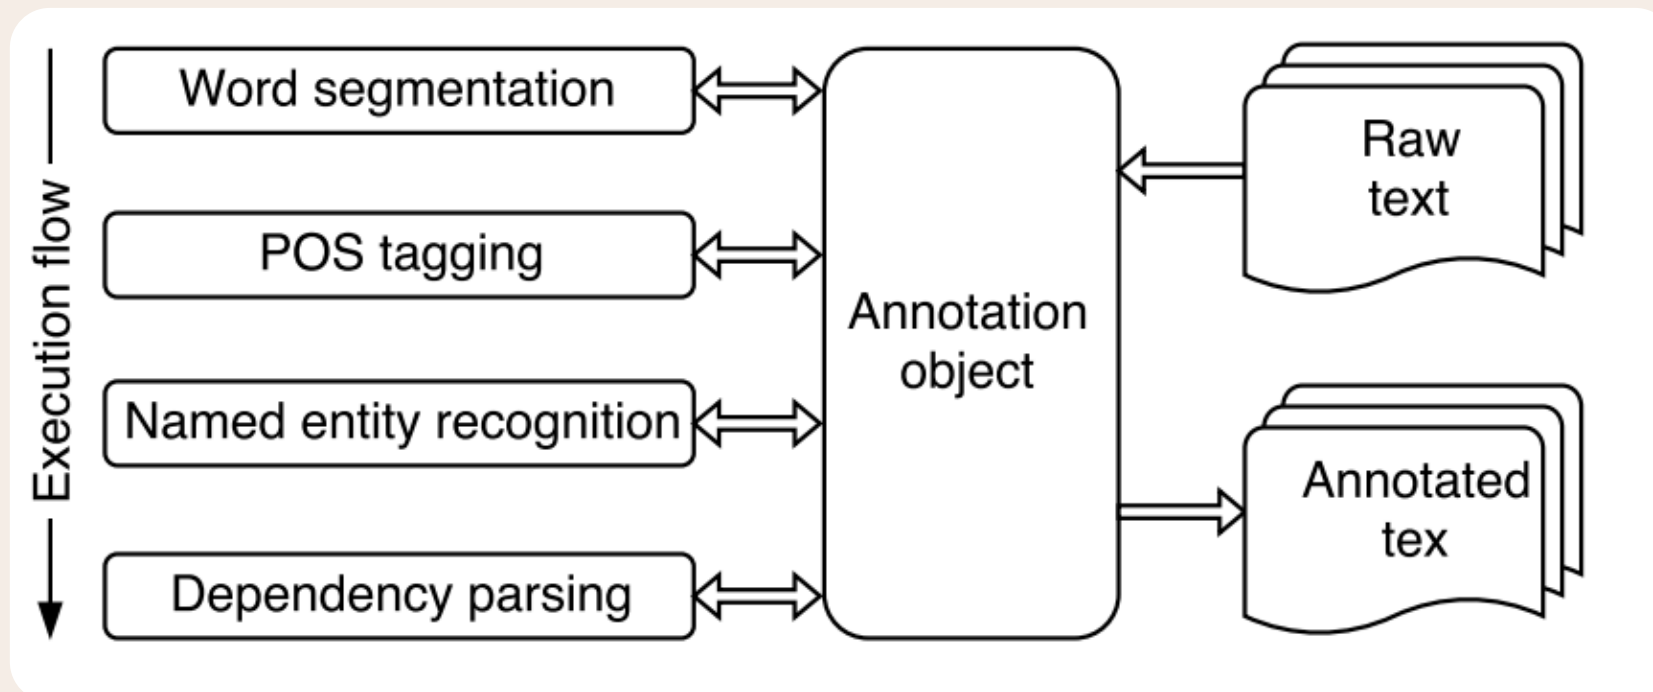 Execution flow
Word segmentation
POS tagging
Named entity recognition
Dependency parsing
Annotation
object
Raw
text
Annotated
tex